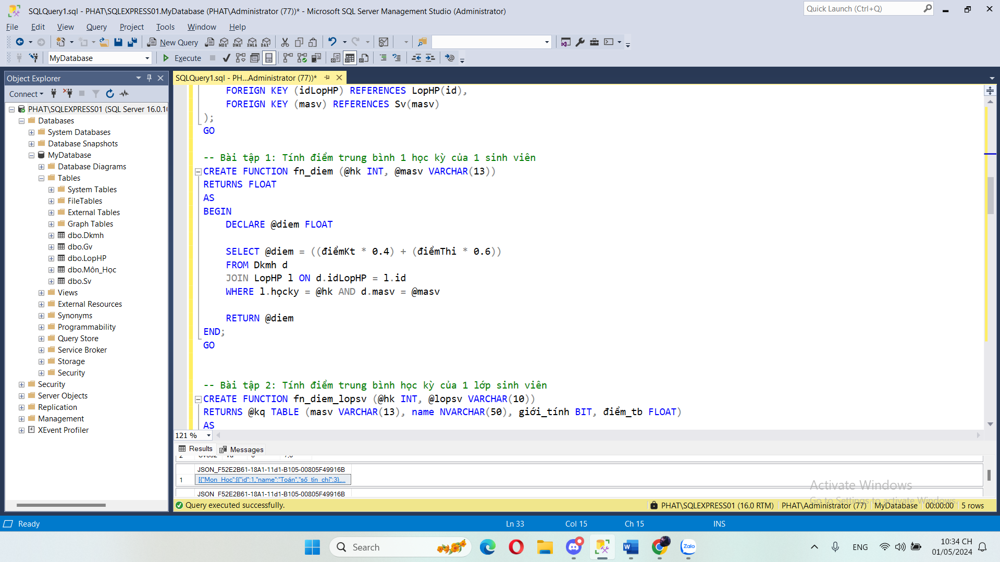 SQLQuery1.sql - PHAT\SQLEXPRESS01.MyDatabase (PHAT\Administrator (77))* - Microsoft SQL Server Management Studio (Administrator)
Quick Launch (Ctrl+Q)
File Edit View Query Project Tools Window Help
New Query MDX DMX XMLA DAX
MyDatabase Execute
Object Explorer
Connect
PHAT\SQLEXPRESS01 (SQL Server 16.0.10
Databases
System Databases
Database Snapshots
MyDatabase
Database Diagrams
Tables
System Tables
FileTables
External Tables
Graph Tables
dbo.Dkmh
dbo.Gv
dbo.LopHP
dbo.Môn_Học
dbo.Sv
Views
External Resources
Synonyms
Programmability
Query Store
Service Broker
Storage
Security
Security
Server Objects
Replication
Management
XEvent Profiler
SQLQuery1.sql - PH...Administrator (77))*
FOREIGN KEY (idLopHP) REFERENCES LopHP(id),
FOREIGN KEY (masv) REFERENCES Sv(masv)
);
GO
-- Bài tập 1: Tính điểm trung bình 1 học kỳ của 1 sinh viên
CREATE FUNCTION fn_diem (@hk INT, @masv VARCHAR(13))
RETURNS FLOAT
AS
BEGIN
DECLARE @diem FLOAT
SELECT @diem = ((điểmKt * 0.4) + (điểmThi * 0.6))
FROM Dkmh d
JOIN LopHP l ON d.idLopHP = l.id
WHERE l.họcky = @hk AND d.masv = @masv
RETURN @diem
END;
GO
-- Bài tập 2: Tính điểm trung bình học kỳ của 1 lớp sinh viên
CREATE FUNCTION fn_diem_lopsv (@hk INT, @lopsv VARCHAR(10))
RETURNS @kq TABLE (masv VARCHAR(13), name NVARCHAR(50), giới_tính BIT, điểm_tb FLOAT)
AS
121 %
Results Messages
JSON_F52E2B61-18A1-11d1-B105-00805F49916B
1 [{"Mon_Hoc":[{"id":1,"name":"Toán","số_tín_chỉ":3},...
JSON_F52E2B61-18A1-11d1-B105-00805F49916B
Activate Windows
Go to Settings to activate Windows.
Query executed successfully. PHAT\SQLEXPRESS01 (16.0 RTM) PHAT\Administrator (77) MyDatabase 00:00:00 5 rows
Ready Ln 33 Col 15 Ch 15 INS
Search Zalo ENG 10:34 CH
01/05/2024